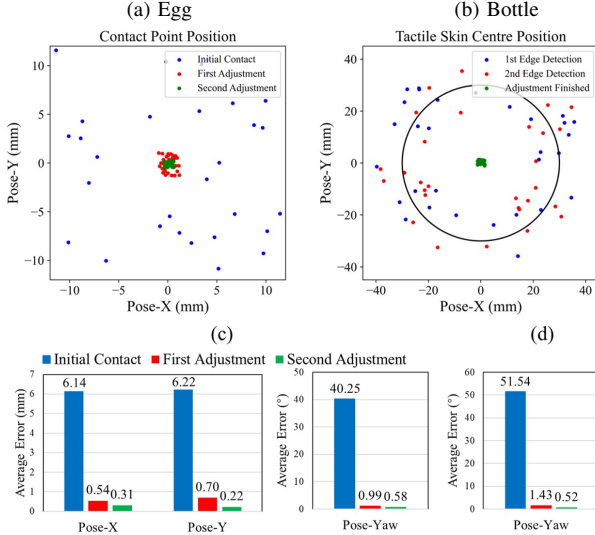 (a) Egg
(b) Bottle
Contact Point Position
Initial Contact
First Adjustment
Second Adjustment
10
5
0
−5
−10
Pose-Y (mm)
−10 −5 0 5 10
Pose-X (mm)
Tactile Skin Centre Position
1st Edge Detection
2nd Edge Detection
Adjustment Finished
40
20
0
−20
−40
Pose-Y (mm)
−40 −20 0 20 40
Pose-X (mm)
(c)
(d)
Initial Contact First Adjustment Second Adjustment
Average Error (mm)
7
6
5
4
3
2
1
0
6.14
0.54
0.31
6.22
0.70
0.22
Pose-X Pose-Y
Average Error (°)
50
40
30
20
10
0
40.25
0.99
0.58
Pose-Yaw
Average Error (°)
60
50
40
30
20
10
0
51.54
1.43
0.52
Pose-Yaw